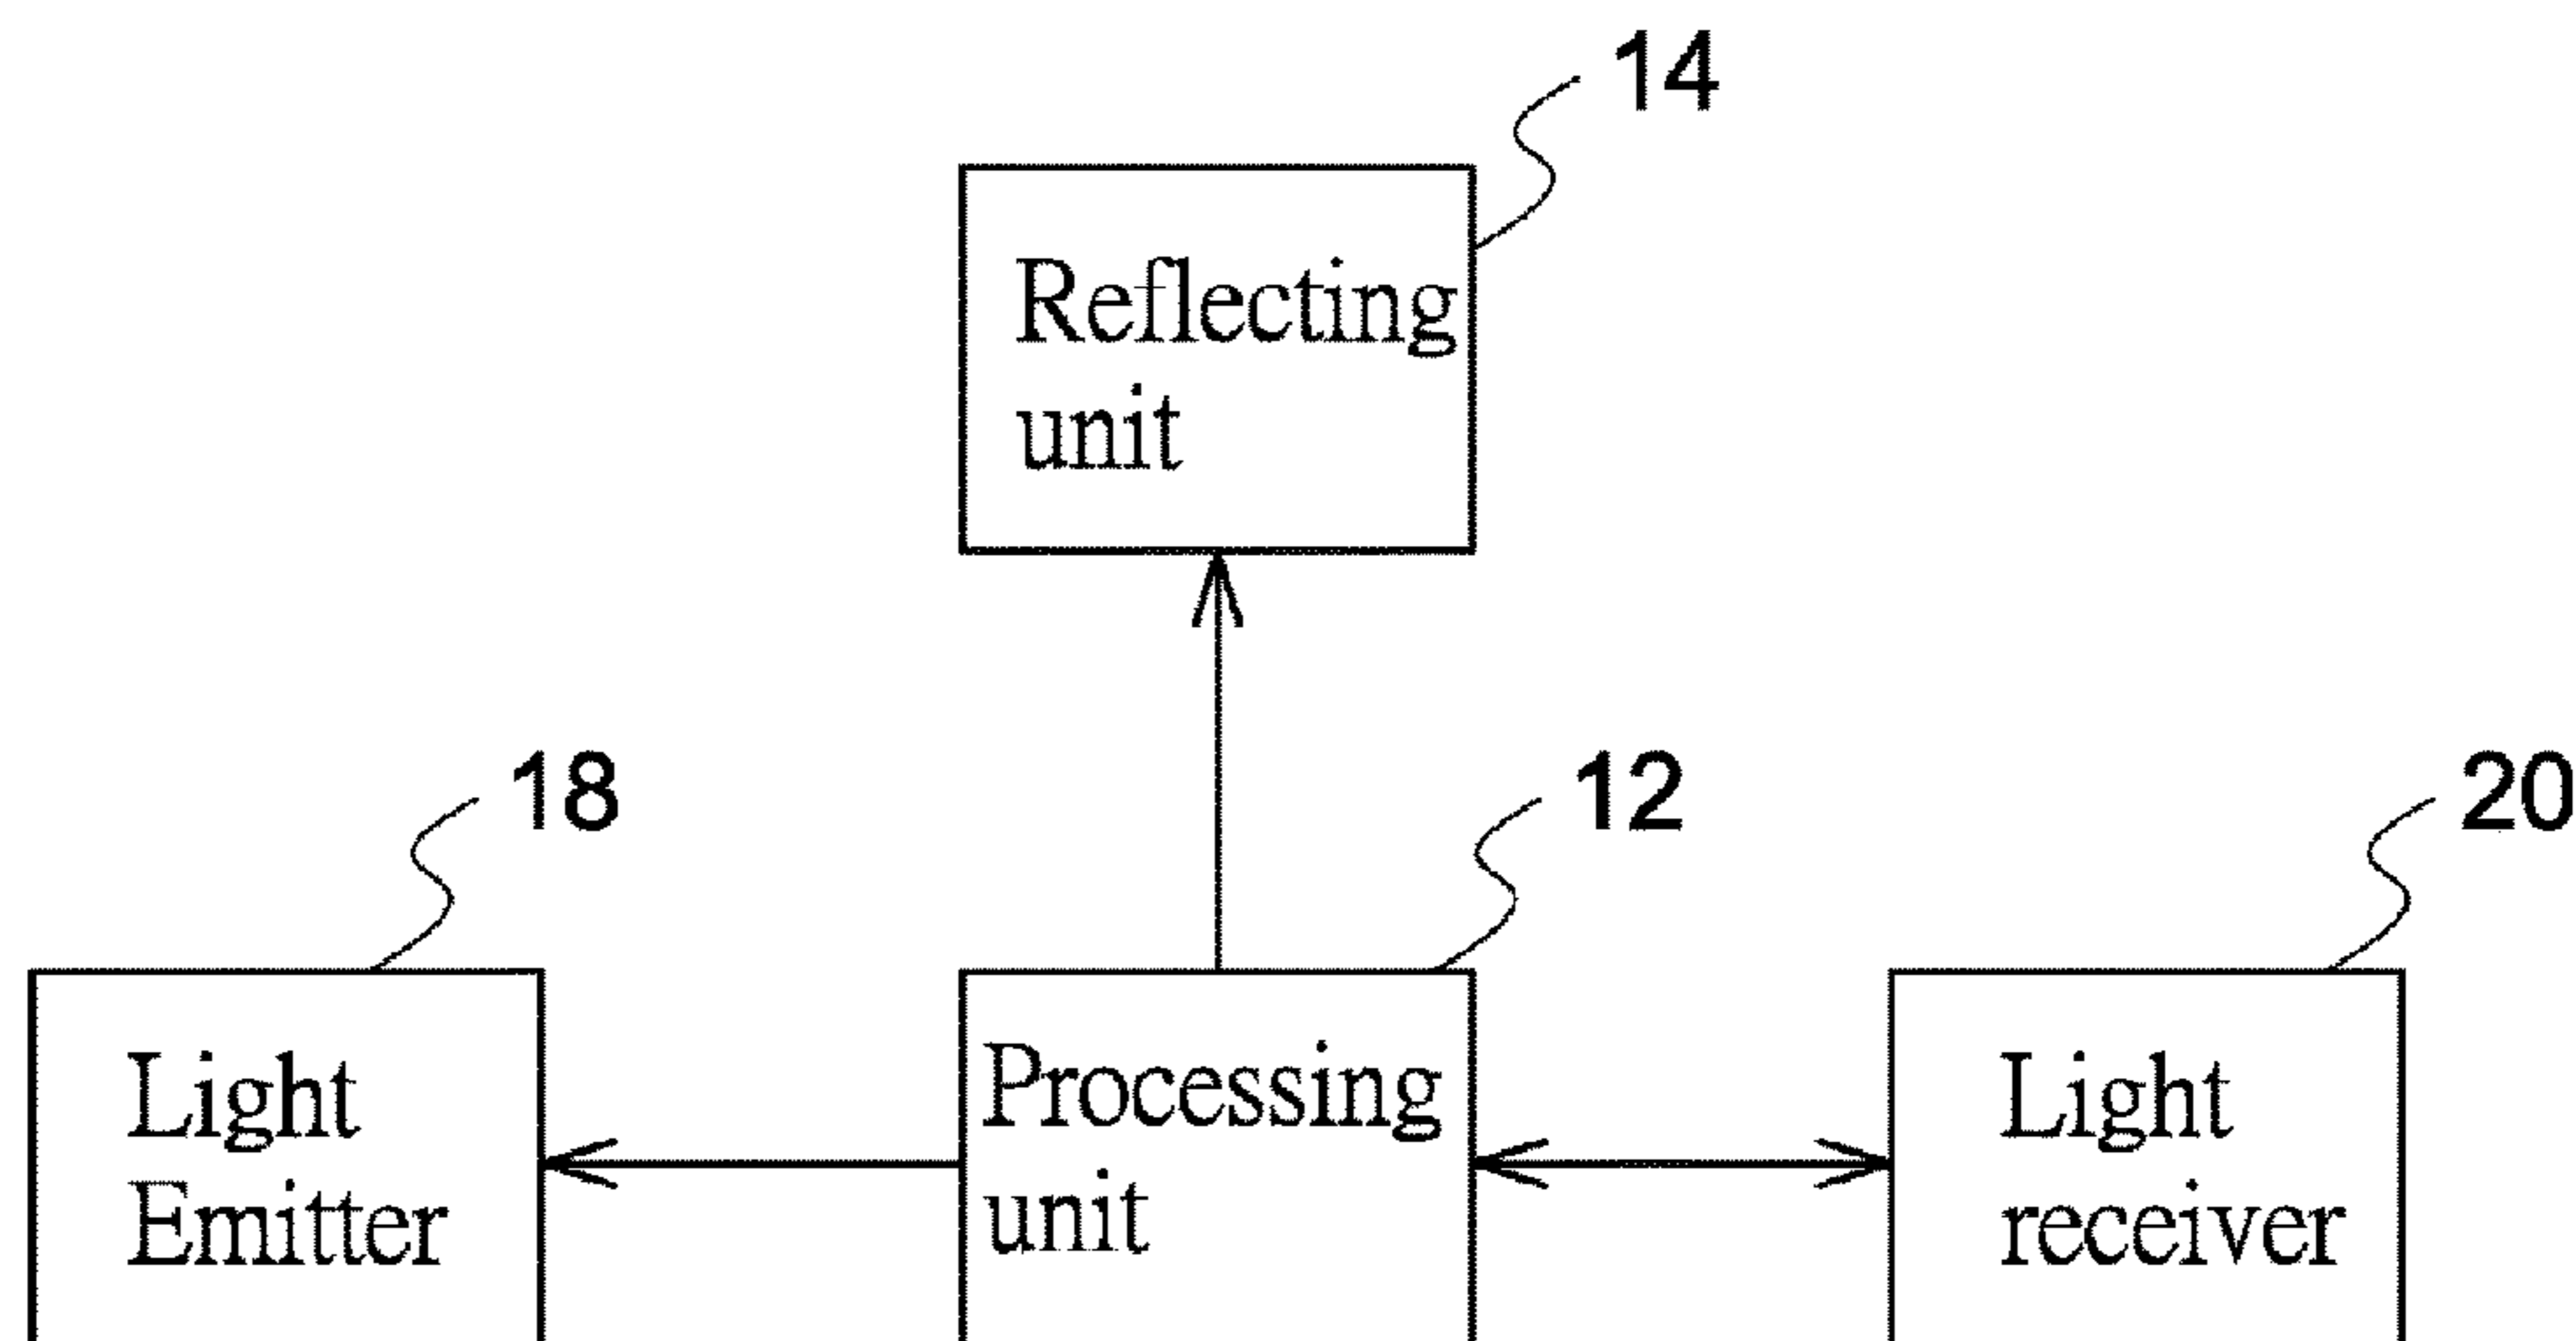 14
Reflecting
unit
18
12
20
Light
Emitter
Processing
unit
Light
receiver